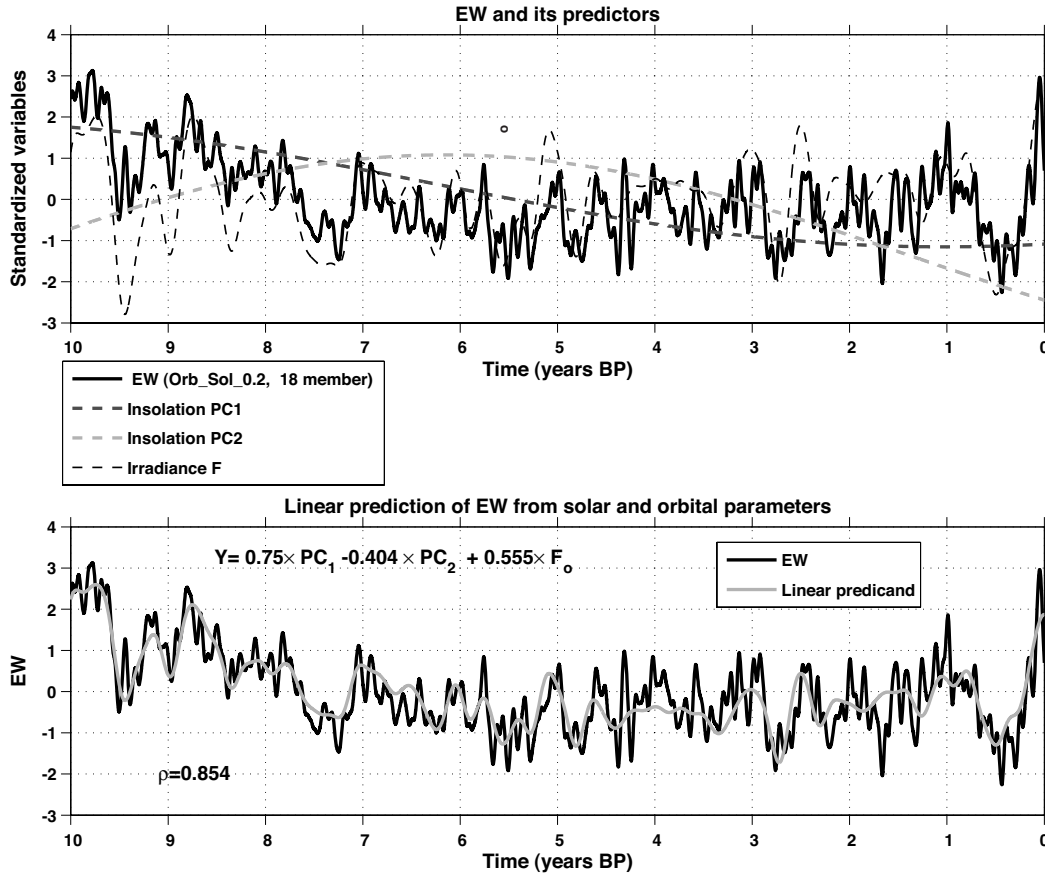 EW and its predictors
Standardized variables
4
3
2
1
0
-1
-2
-3
10 9 8 7 6 5 4 3 2 1 0
Time (years BP)
EW (Orb_Sol_0.2, 18 member)
Insolation PC1
Insolation PC2
Irradiance F
o
Linear prediction of EW from solar and orbital parameters
EW
4
3
2
1
0
-1
-2
-3
Y= 0.75× PC1 -0.404 × PC2 + 0.555× Fo
EW
Linear predicand
ρ=0.854
10 9 8 7 6 5 4 3 2 1 0
Time (years BP)